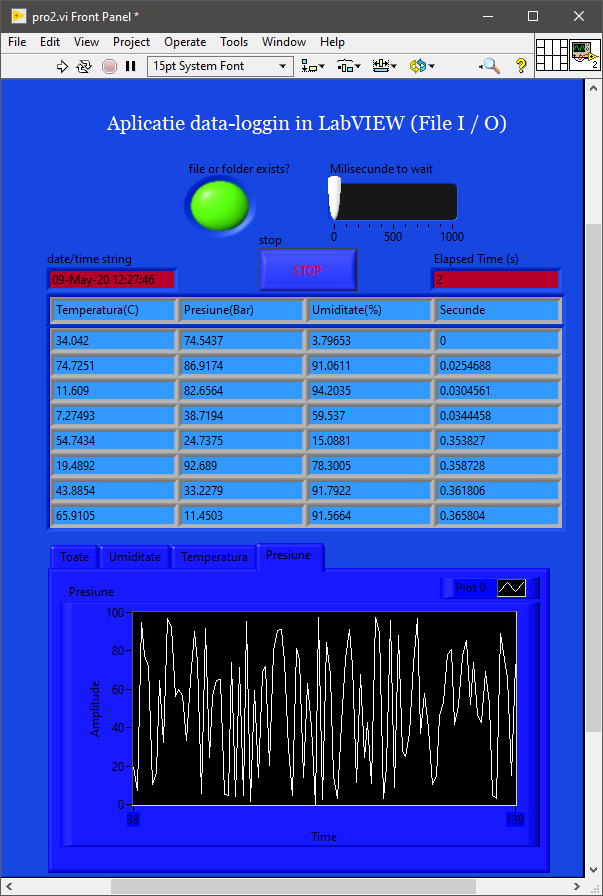 pro2.vi Front Panel *
File Edit View Project Operate Tools Window Help
15pt System Font
2
Aplicatie data-loggin in LabVIEW (File I / O)
file or folder exists?
Milisecunde to wait
0 500 1000
stop
STOP
date/time string
09-May-20 12:27:46
Elapsed Time (s)
2
Temperatura(C) Presiune(Bar) Umiditate(%) Secunde
34.042 74.5437 3.79653 0
74.7251 86.9174 91.0611 0.0254688
11.609 82.6564 94.2035 0.0304561
7.27493 38.7194 59.537 0.0344458
54.7434 24.7375 15.0881 0.353827
19.4892 92.689 78.3005 0.358728
43.8854 33.2279 91.7922 0.361806
65.9105 11.4503 91.5664 0.365804
Toate Umiditate Temperatura Presiune
Presiune
Plot 0
Amplitude
100
80
60
40
20
0
38 139
Time